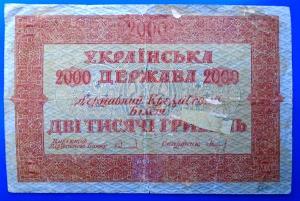 2000
УКРАЇНСЬКА
2000 ДЕРЖАВА 2000
Державний Кредитовий
Білет
ДВІ ТИСЯЧІ ГРИВЕНЬ